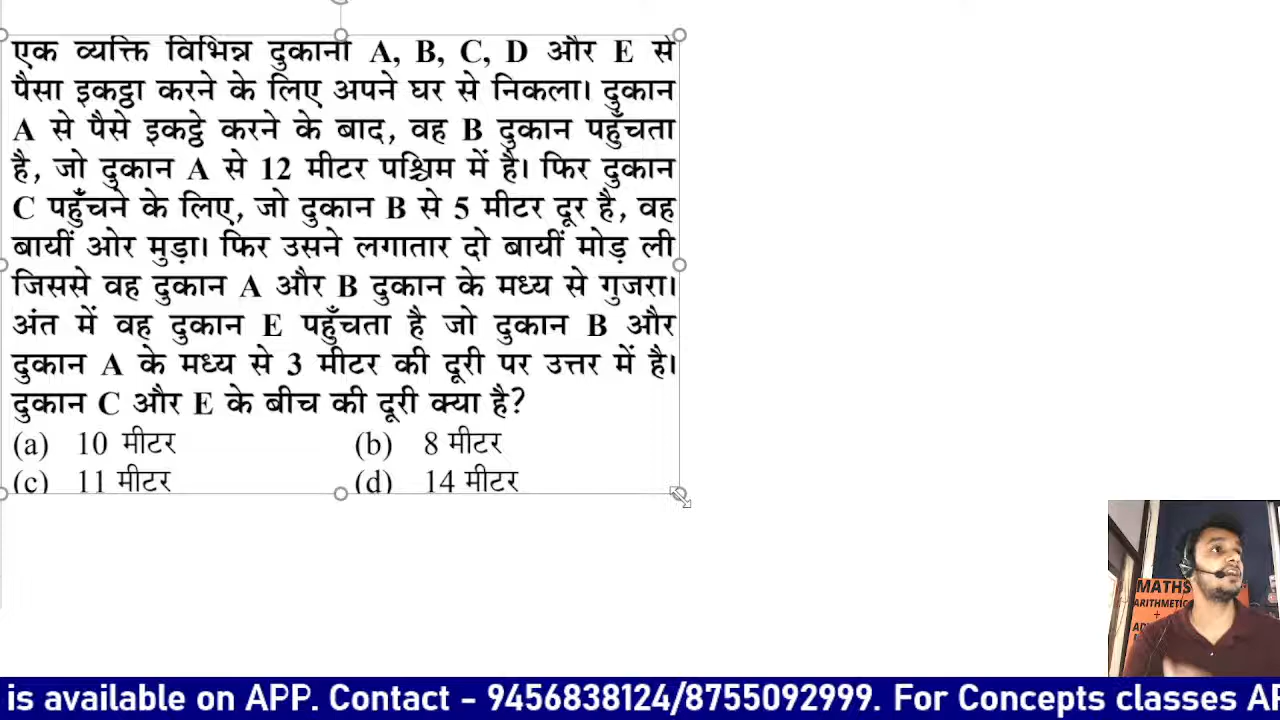 एक व्यक्ति विभिन्न दुकानों A, B, C, D और E से
पैसा इकट्ठा करने के लिए अपने घर से निकला। दुकान
A से पैसे इकट्ठे करने के बाद, वह B दुकान पहुँचता
है, जो दुकान A से 12 मीटर पश्चिम में है। फिर दुकान
C पहुँचने के लिए, जो दुकान B से 5 मीटर दूर है, वह
बायीं ओर मुड़ा। फिर उसने लगातार दो बायीं मोड़ ली
जिससे वह दुकान A और B दुकान के मध्य से गुजरा।
अंत में वह दुकान E पहुँचता है जो दुकान B और
दुकान A के मध्य से 3 मीटर की दूरी पर उत्तर में है।
दुकान C और E के बीच की दूरी क्या है?
(a) 10 मीटर (b) 8 मीटर
(c) 11 मीटर (d) 14 मीटर
MATHS
ARITHMETIC
+
is available on APP. Contact - 9456838124/8755092999. For Concepts classes